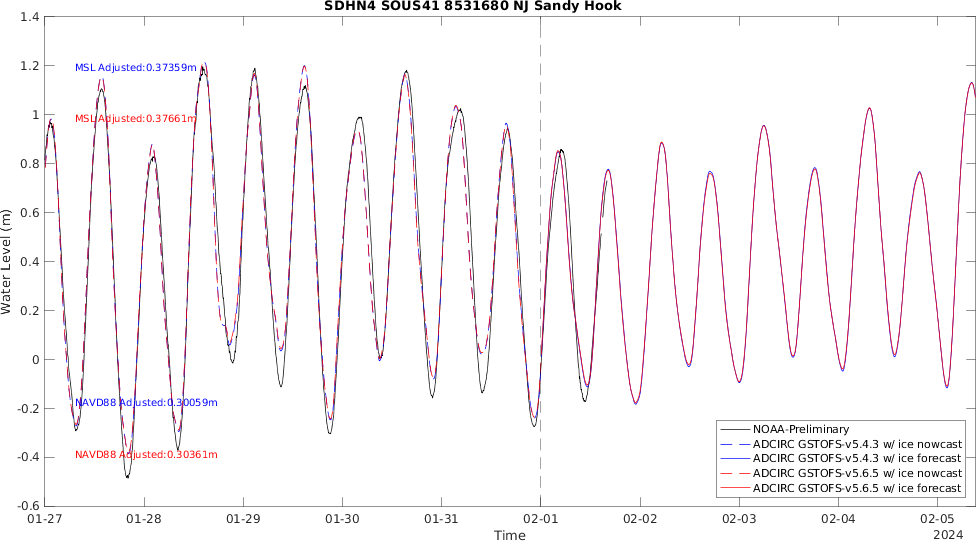 SDHN4 SOUS41 8531680 NJ Sandy Hook
1.4
1.2
1
0.8
0.6
0.4
0.2
0
-0.2
-0.4
-0.6
Water Level (m)
MSL Adjusted:0.37359m
MSL Adjusted:0.37661m
NAVD88 Adjusted:0.30059m
NAVD88 Adjusted:0.30361m
NOAA-Preliminary
ADCIRC GSTOFS-v5.4.3 w/ ice nowcast
ADCIRC GSTOFS-v5.4.3 w/ ice forecast
ADCIRC GSTOFS-v5.6.5 w/ ice nowcast
ADCIRC GSTOFS-v5.6.5 w/ ice forecast
01-27 01-28 01-29 01-30 01-31 02-01 02-02 02-03 02-04 02-05
Time
2024